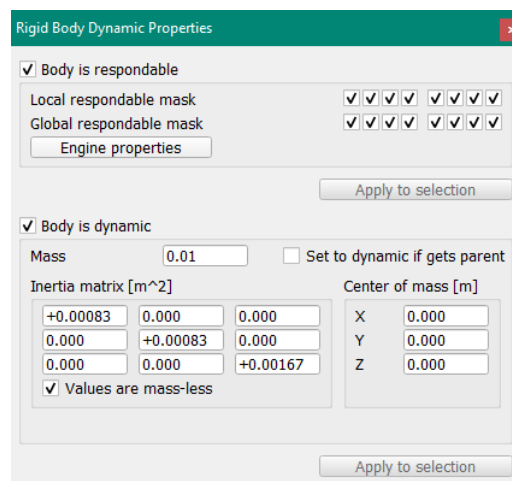 Rigid Body Dynamic Properties
Body is respondable
Local respondable mask
Global respondable mask
Engine properties
Apply to selection
Body is dynamic
Mass 0.01 Set to dynamic if gets parent
Inertia matrix [m^2] Center of mass [m]
+0.00083 0.000 0.000 X 0.000
0.000 +0.00083 0.000 Y 0.000
0.000 0.000 +0.00167 Z 0.000
Values are mass-less
Apply to selection